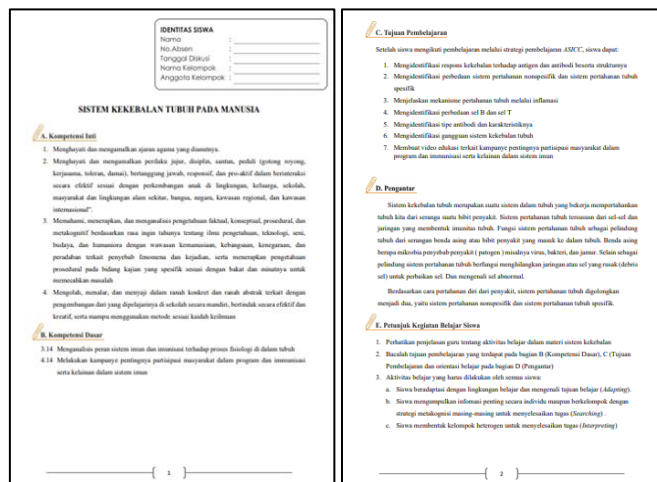 IDENTITAS SISWA
Nama :
No.Absen :
Tanggal Diskusi :
Nama Kelompok :
Anggota Kelompok :
SISTEM KEKEBALAN TUBUH PADA MANUSIA
A. Kompetensi Inti
1. Menghayati dan mengamalkan ajaran agama yang dianutnya.
2. Menghayati dan mengamalkan perilaku jujur, disiplin, santun, peduli (gotong royong,
kerjasama, toleran, damai), bertanggung jawab, responsif, dan pro-aktif dalam berinteraksi
secara efektif sesuai dengan perkembangan anak di lingkungan, keluarga, sekolah,
masyarakat dan lingkungan alam sekitar, bangsa, negara, kawasan regional, dan kawasan
internasional".
3. Memahami, menerapkan, dan menganalisis pengetahuan faktual, konseptual, prosedural, dan
metakognitif berdasarkan rasa ingin tahunya tentang ilmu pengetahuan, teknologi, seni,
budaya, dan humaniora dengan wawasan kemanusiaan, kebangsaan, kenegaraan, dan
peradaban terkait penyebab fenomena dan kejadian, serta menerapkan pengetahuan
prosedural pada bidang kajian yang spesifik sesuai dengan bakat dan minatnya untuk
memecahkan masalah
4. Mengolah, menalar, dan menyaji dalam ranah konkret dan ranah abstrak terkait dengan
pengembangan dari yang dipelajarinya di sekolah secara mandiri, bertindak secara efektif dan
kreatif, serta mampu menggunakan metode sesuai kaidah keilmuan
B. Kompetensi Dasar
3.14 Menganalisis peran sistem imun dan imunisasi terhadap proses fisiologi di dalam tubuh
4.14 Melakukan kampanye pentingnya partisipasi masyarakat dalam program dan immunisasi
serta kelainan dalam sistem imun
1
C. Tujuan Pembelajaran
Setelah siswa mengikuti pembelajaran melalui strategi pembelajaran ASICC, siswa dapat:
1. Mengidentifikasi respons kekebalan terhadap antigen dan antibodi beserta strukturnya
2. Mengidentifikasi perbedaan sistem pertahanan nonspesifik dan sistem pertahanan tubuh
spesifik
3. Menjelaskan mekanisme pertahanan tubuh melalui inflamasi
4. Mengidentifikasi perbedaan sel B dan sel T
5. Mengidentifikasi tipe antibodi dan karakteristiknya
6. Mengidentifikasi gangguan sistem kekebalan tubuh
7. Membuat video edukasi terkait kampanye pentingnya partisipasi masyarakat dalam
program dan immunisasi serta kelainan dalam sistem imun
D. Pengantar
Sistem kekebalan tubuh merupakan suatu sistem dalam tubuh yang bekerja mempertahankan
tubuh kita dari serangan suatu bibit penyakit. Sistem pertahanan tubuh tersusun dari sel-sel dan
jaringan yang membentuk imunitas tubuh. Fungsi sistem pertahanan tubuh sebagai pelindung
tubuh dari serangan benda asing atau bibit penyakit yang masuk ke dalam tubuh. Benda asing
berupa mikrobia penyebab penyakit ( patogen ) misalnya virus, bakteri, dan jamur. Selain sebagai
pelindung sistem pertahanan tubuh berfungsi menghilangkan jaringan atau sel yang rusak (debris
sel) untuk perbaikan sel. Dan mengenali sel abnormal.
Berdasarkan cara pertahanan diri dari penyakit, sistem pertahanan tubuh digolongkan
menjadi dua, yaitu sistem pertahanan nonspesifik dan sistem pertahanan tubuh spesifik.
E. Petunjuk Kegiatan Belajar Siswa
1. Perhatikan penjelasan guru tentang aktivitas belajar dalam materi sistem kekebalan
2. Bacalah tujuan pembelajaran yang terdapat pada bagian B (Kompetensi Dasar), C (Tujuan
Pembelajaran dan orientasi belajar pada bagian D (Pengantar)
3. Aktivitas belajar yang harus dilakukan oleh semua siswa:
a. Siswa beradaptasi dengan lingkungan belajar dan mengenali tujuan belajar (Adapting).
b. Siswa mengumpulkan infomasi penting secara individu maupun berkelompok dengan
strategi metakognisi masing-masing untuk menyelesaikan tugas (Searching) .
c. Siswa membentuk kelompok heterogen untuk menyelesaikan tugas (Interpreting)
2